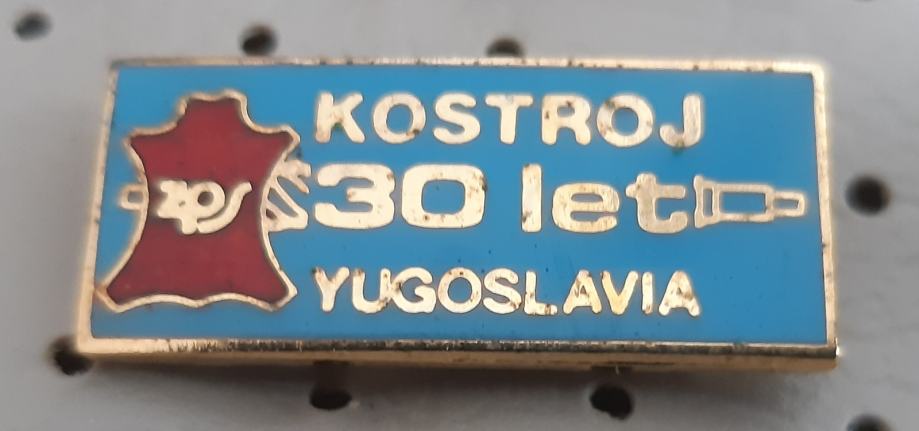 KOSTROJ
30 let
YUGOSLAVIA